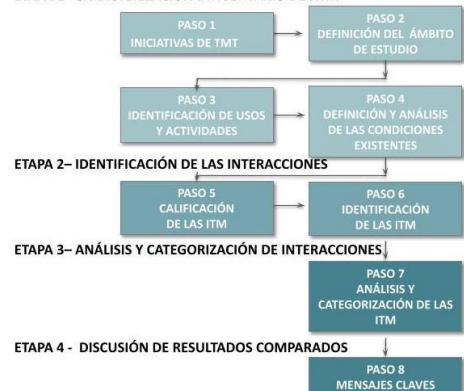 PASO 1
INICIATIVAS DE TMT
PASO 2
DEFINICIÓN DEL ÁMBITO
DE ESTUDIO
PASO 3
IDENTIFICACIÓN DE USOS
Y ACTIVIDADES
PASO 4
DEFINICIÓN Y ANÁLISIS
DE LAS CONDICIONES
EXISTENTES
ETAPA 2– IDENTIFICACIÓN DE LAS INTERACCIONES
PASO 5
CALIFICACIÓN
DE LAS ITM
PASO 6
IDENTIFICACIÓN
DE LAS ITM
ETAPA 3– ANÁLISIS Y CATEGORIZACIÓN DE INTERACCIONES
PASO 7
ANÁLISIS Y
CATEGORIZACIÓN DE LAS
ITM
ETAPA 4 - DISCUSIÓN DE RESULTADOS COMPARADOS
PASO 8
MENSAJES CLAVES